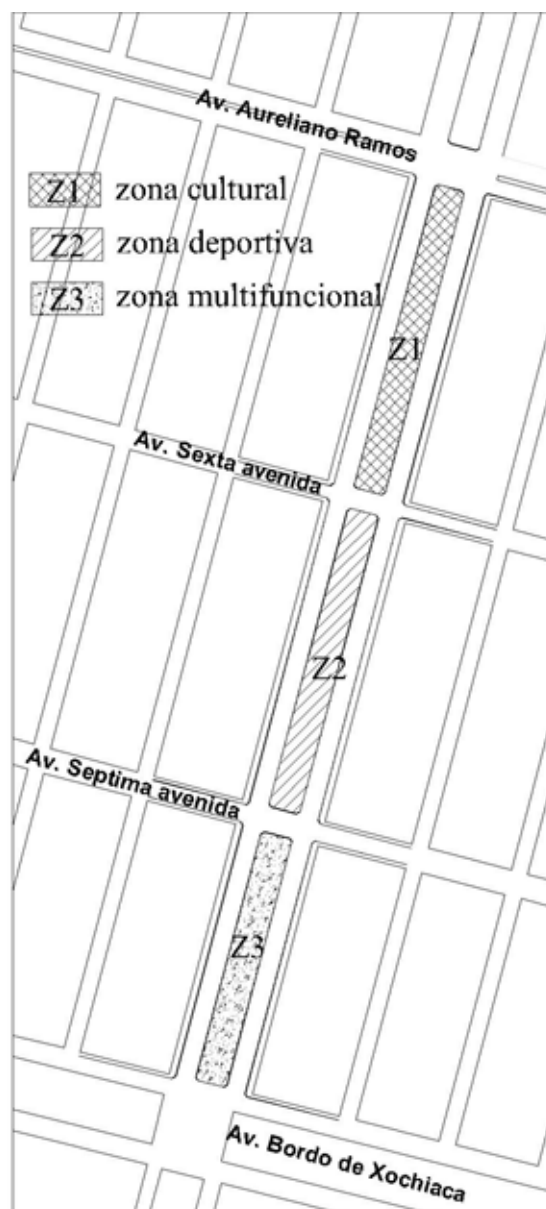 Av. Aureliano Ramos
Z1 zona cultural
Z2 zona deportiva
Z3 zona multifuncional
Z1
Av. Sexta avenida
Z2
Av. Septima avenida
Z3
Av. Bordo de Xochiaca